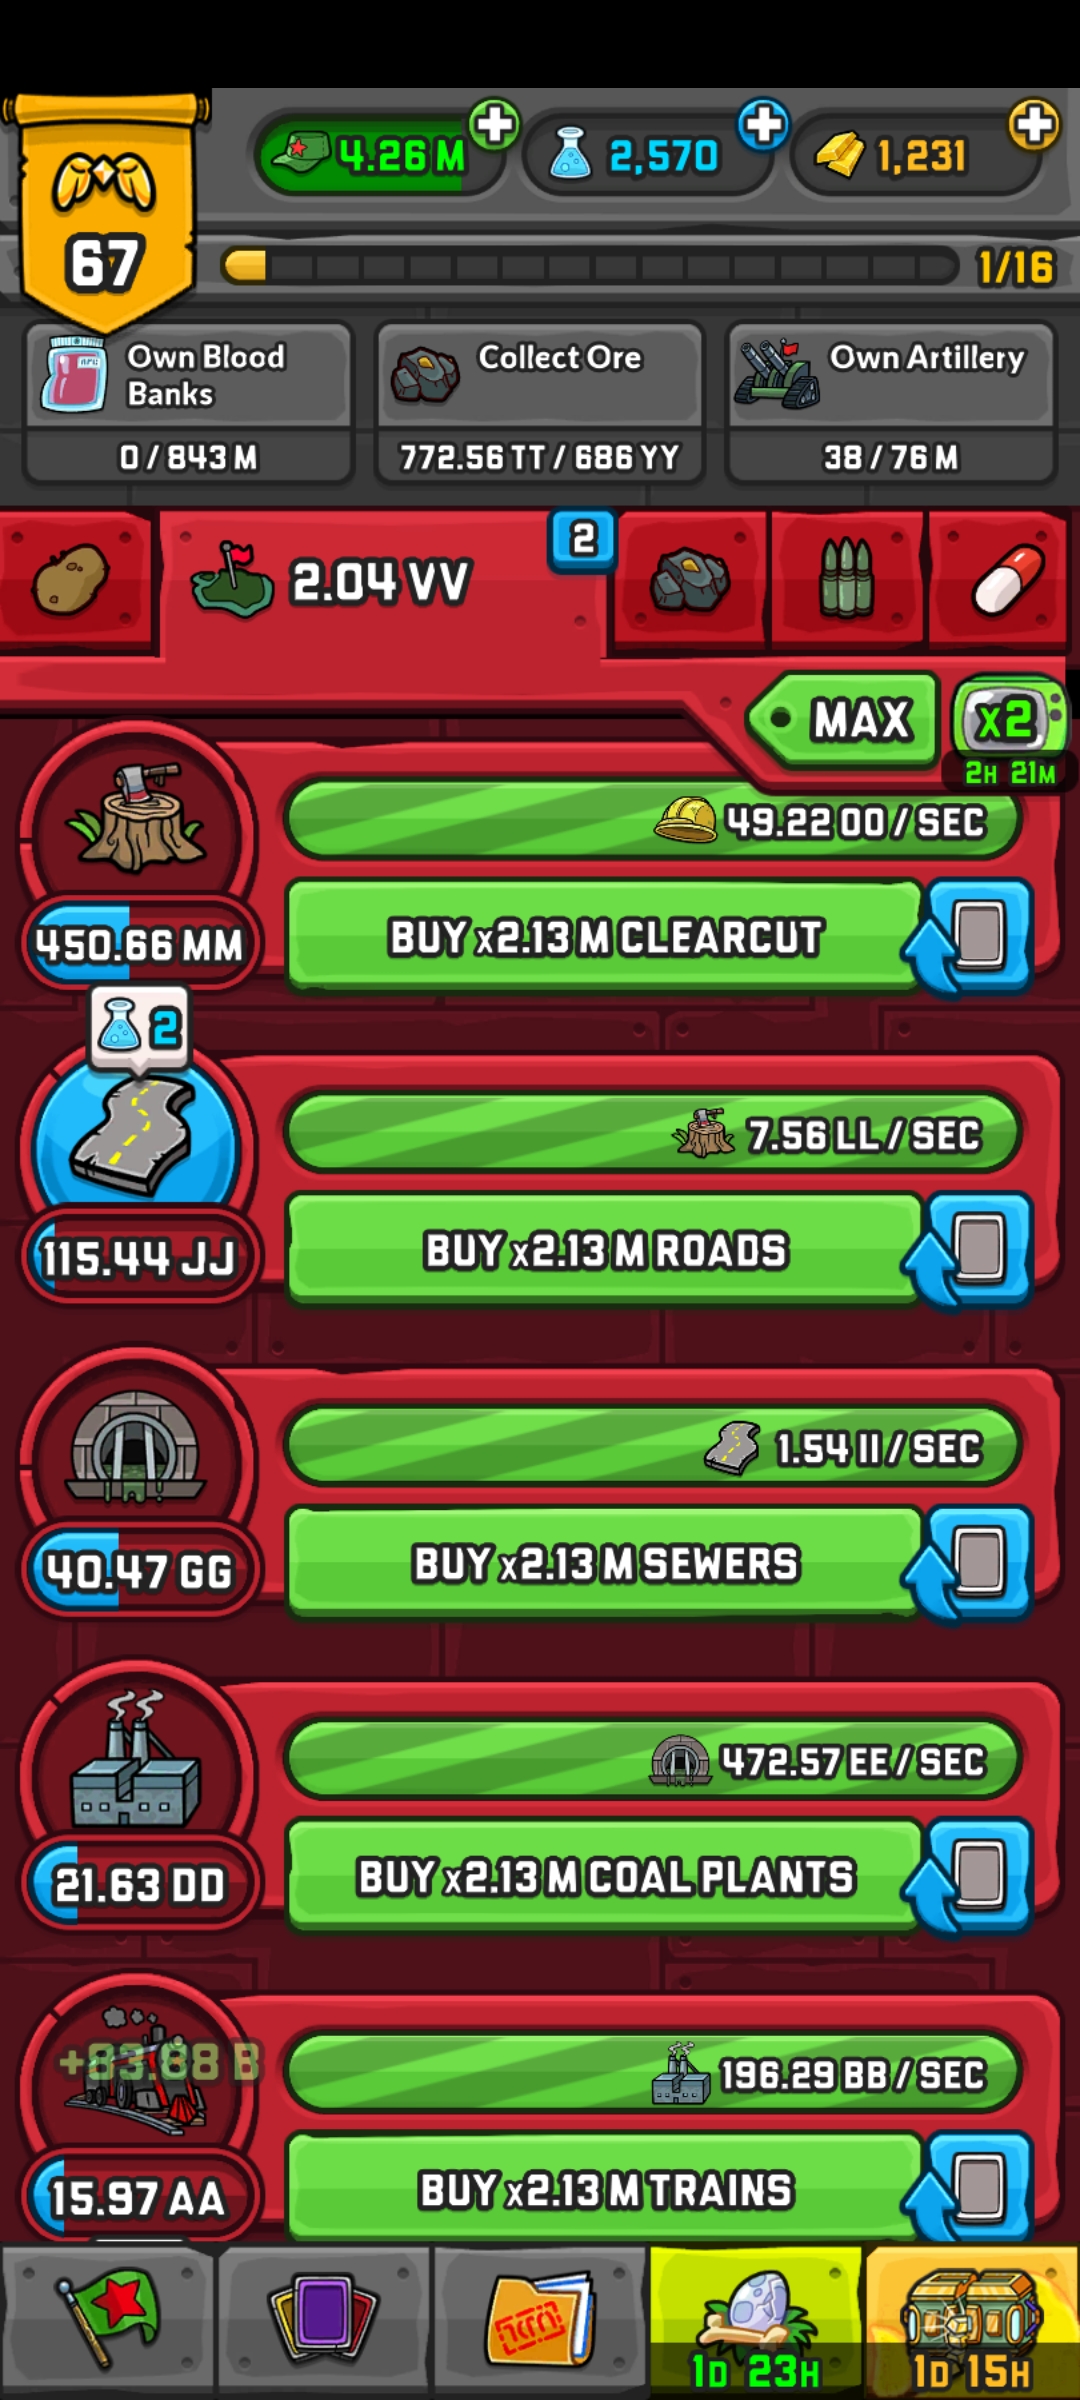 4.26 M
2,570
1,231
67
1/16
Own Blood
Banks
0 / 843 M
Collect Ore
772.56 TT / 686 YY
Own Artillery
38 / 76 M
2.04 VV
2
MAX
x2
2H 21M
49.22 OO / SEC
450.66 MM
BUY x2.13 M CLEARCUT
2
7.56 LL / SEC
115.44 JJ
BUY x2.13 M ROADS
1.54 II / SEC
40.47 GG
BUY x2.13 M SEWERS
472.57 EE / SEC
21.63 DD
BUY x2.13 M COAL PLANTS
+83.88 B
196.29 BB / SEC
15.97 AA
BUY x2.13 M TRAINS
1D 23H
1D 15H